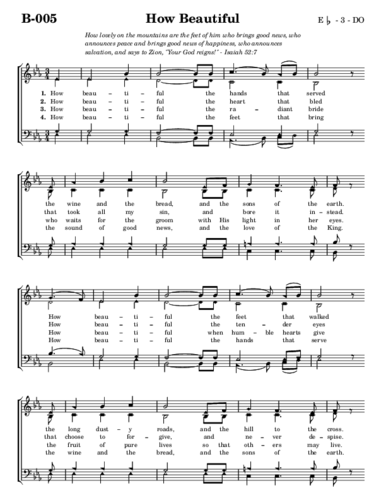 B-005 How Beautiful E♭ - 3 - DO
How lovely on the mountains are the feet of him who brings good news, who
announces peace and brings good news of happiness, who announces
salvation, and says to Zion, "Your God reigns!" - Isaiah 52:7
1. How beau - ti - ful the hands that served
2. How beau - ti - ful the heart that bled
3. How beau - ti - ful the ra - diant bride
4. How beau - ti - ful the feet that bring
the wine and the bread, and the sons of the earth.
that took all my sin, and bore it in - stead.
who waits for the groom with His light in her eyes.
the sound of good news, and the love of the King.
How beau - ti - ful the feet that walked
How beau - ti - ful the ten - der eyes
How beau - ti - ful when hum - ble hearts give
How beau - ti - ful the hands that serve
the long dust - y roads, and the hill to the cross.
that choose to for - give, and ne - ver de - spise.
the fruit of pure lives so that oth - ers may live.
the wine and the bread, and the sons of the earth.